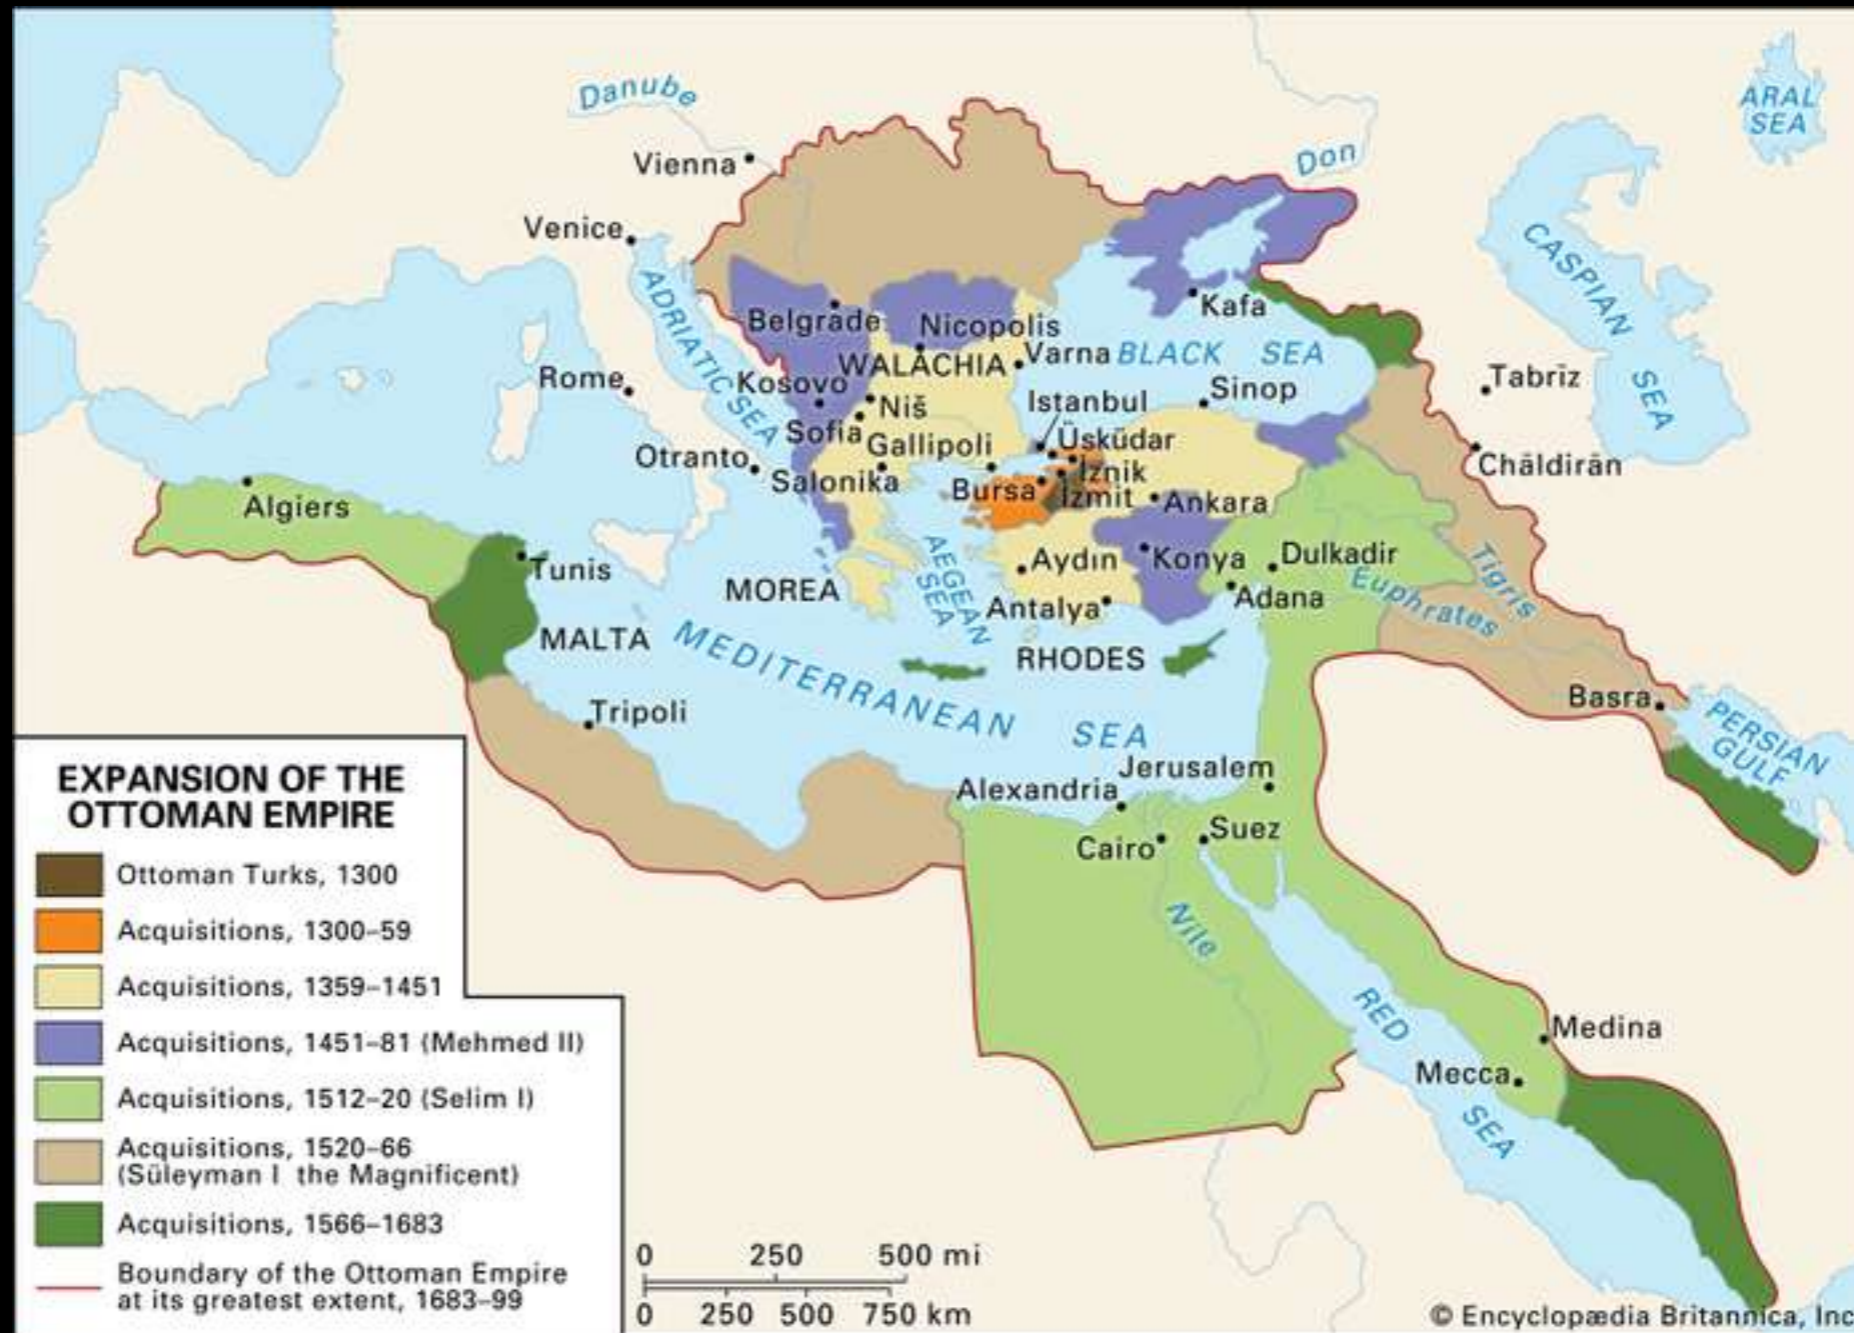 Danube
Vienna
Venice
Don
ARAL
SEA
CASPIAN
SEA
ADRIATIC SEA
Belgrade
Nicopolis
WALACHIA
Varna
BLACK SEA
Kafa
Rome
Kosovo
Niš
Sofia
Istanbul
Sinop
Tabrīz
Üsküdar
Gallipoli
Otranto
Salonika
Bursa
İznik
İzmit
Ankara
Chāldirān
Algiers
Tunis
AEGEAN
SEA
Aydın
Konya
Dulkadir
Tigris
Euphrates
MOREA
Antalya
Adana
MALTA
MEDITERRANEAN SEA
RHODES
Tripoli
Basra
PERSIAN
GULF
Jerusalem
Alexandria
Cairo
Suez
Nile
RED
SEA
Medina
Mecca
EXPANSION OF THE
OTTOMAN EMPIRE
Ottoman Turks, 1300
Acquisitions, 1300–59
Acquisitions, 1359–1451
Acquisitions, 1451–81 (Mehmed II)
Acquisitions, 1512–20 (Selim I)
Acquisitions, 1520–66
(Süleyman I the Magnificent)
Acquisitions, 1566–1683
Boundary of the Ottoman Empire
at its greatest extent, 1683–99
0 250 500 mi
0 250 500 750 km
© Encyclopædia Britannica, Inc